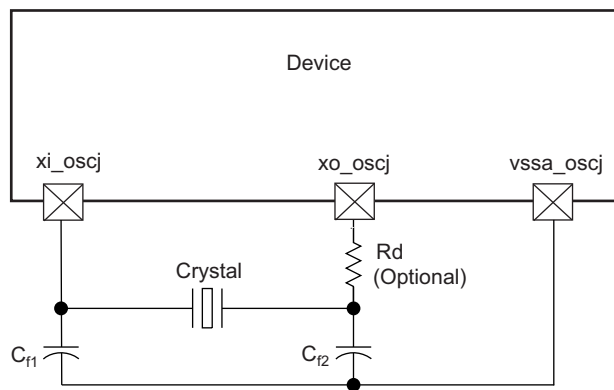 Device
xi_oscj
xo_oscj
vssa_oscj
Rd
(Optional)
Crystal
Cf1
Cf2